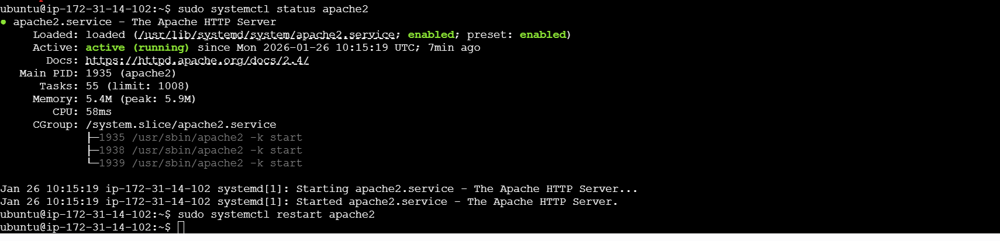 ubuntu@ip-172-31-14-102:~$ sudo systemctl status apache2
● apache2.service - The Apache HTTP Server
     Loaded: loaded (/usr/lib/systemd/system/apache2.service; enabled; preset: enabled)
     Active: active (running) since Mon 2026-01-26 10:15:19 UTC; 7min ago
       Docs: https://httpd.apache.org/docs/2.4/
   Main PID: 1935 (apache2)
      Tasks: 55 (limit: 1008)
     Memory: 5.4M (peak: 5.9M)
        CPU: 58ms
     CGroup: /system.slice/apache2.service
             ├─1935 /usr/sbin/apache2 -k start
             ├─1938 /usr/sbin/apache2 -k start
             └─1939 /usr/sbin/apache2 -k start
Jan 26 10:15:19 ip-172-31-14-102 systemd[1]: Starting apache2.service - The Apache HTTP Server...
Jan 26 10:15:19 ip-172-31-14-102 systemd[1]: Started apache2.service - The Apache HTTP Server.
ubuntu@ip-172-31-14-102:~$ sudo systemctl restart apache2
ubuntu@ip-172-31-14-102:~$